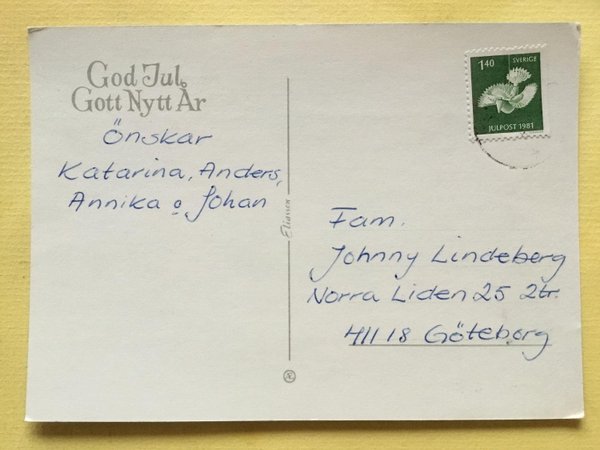 God Jul
Gott Nytt År
Önskar
Katarina, Anders,
Annika o Johan
1.40 SVERIGE
JULPOST 1981
Eliasson
Fam.
Johnny Lindeberg
Norra Liden 25 2tr.
411 18 Göteborg